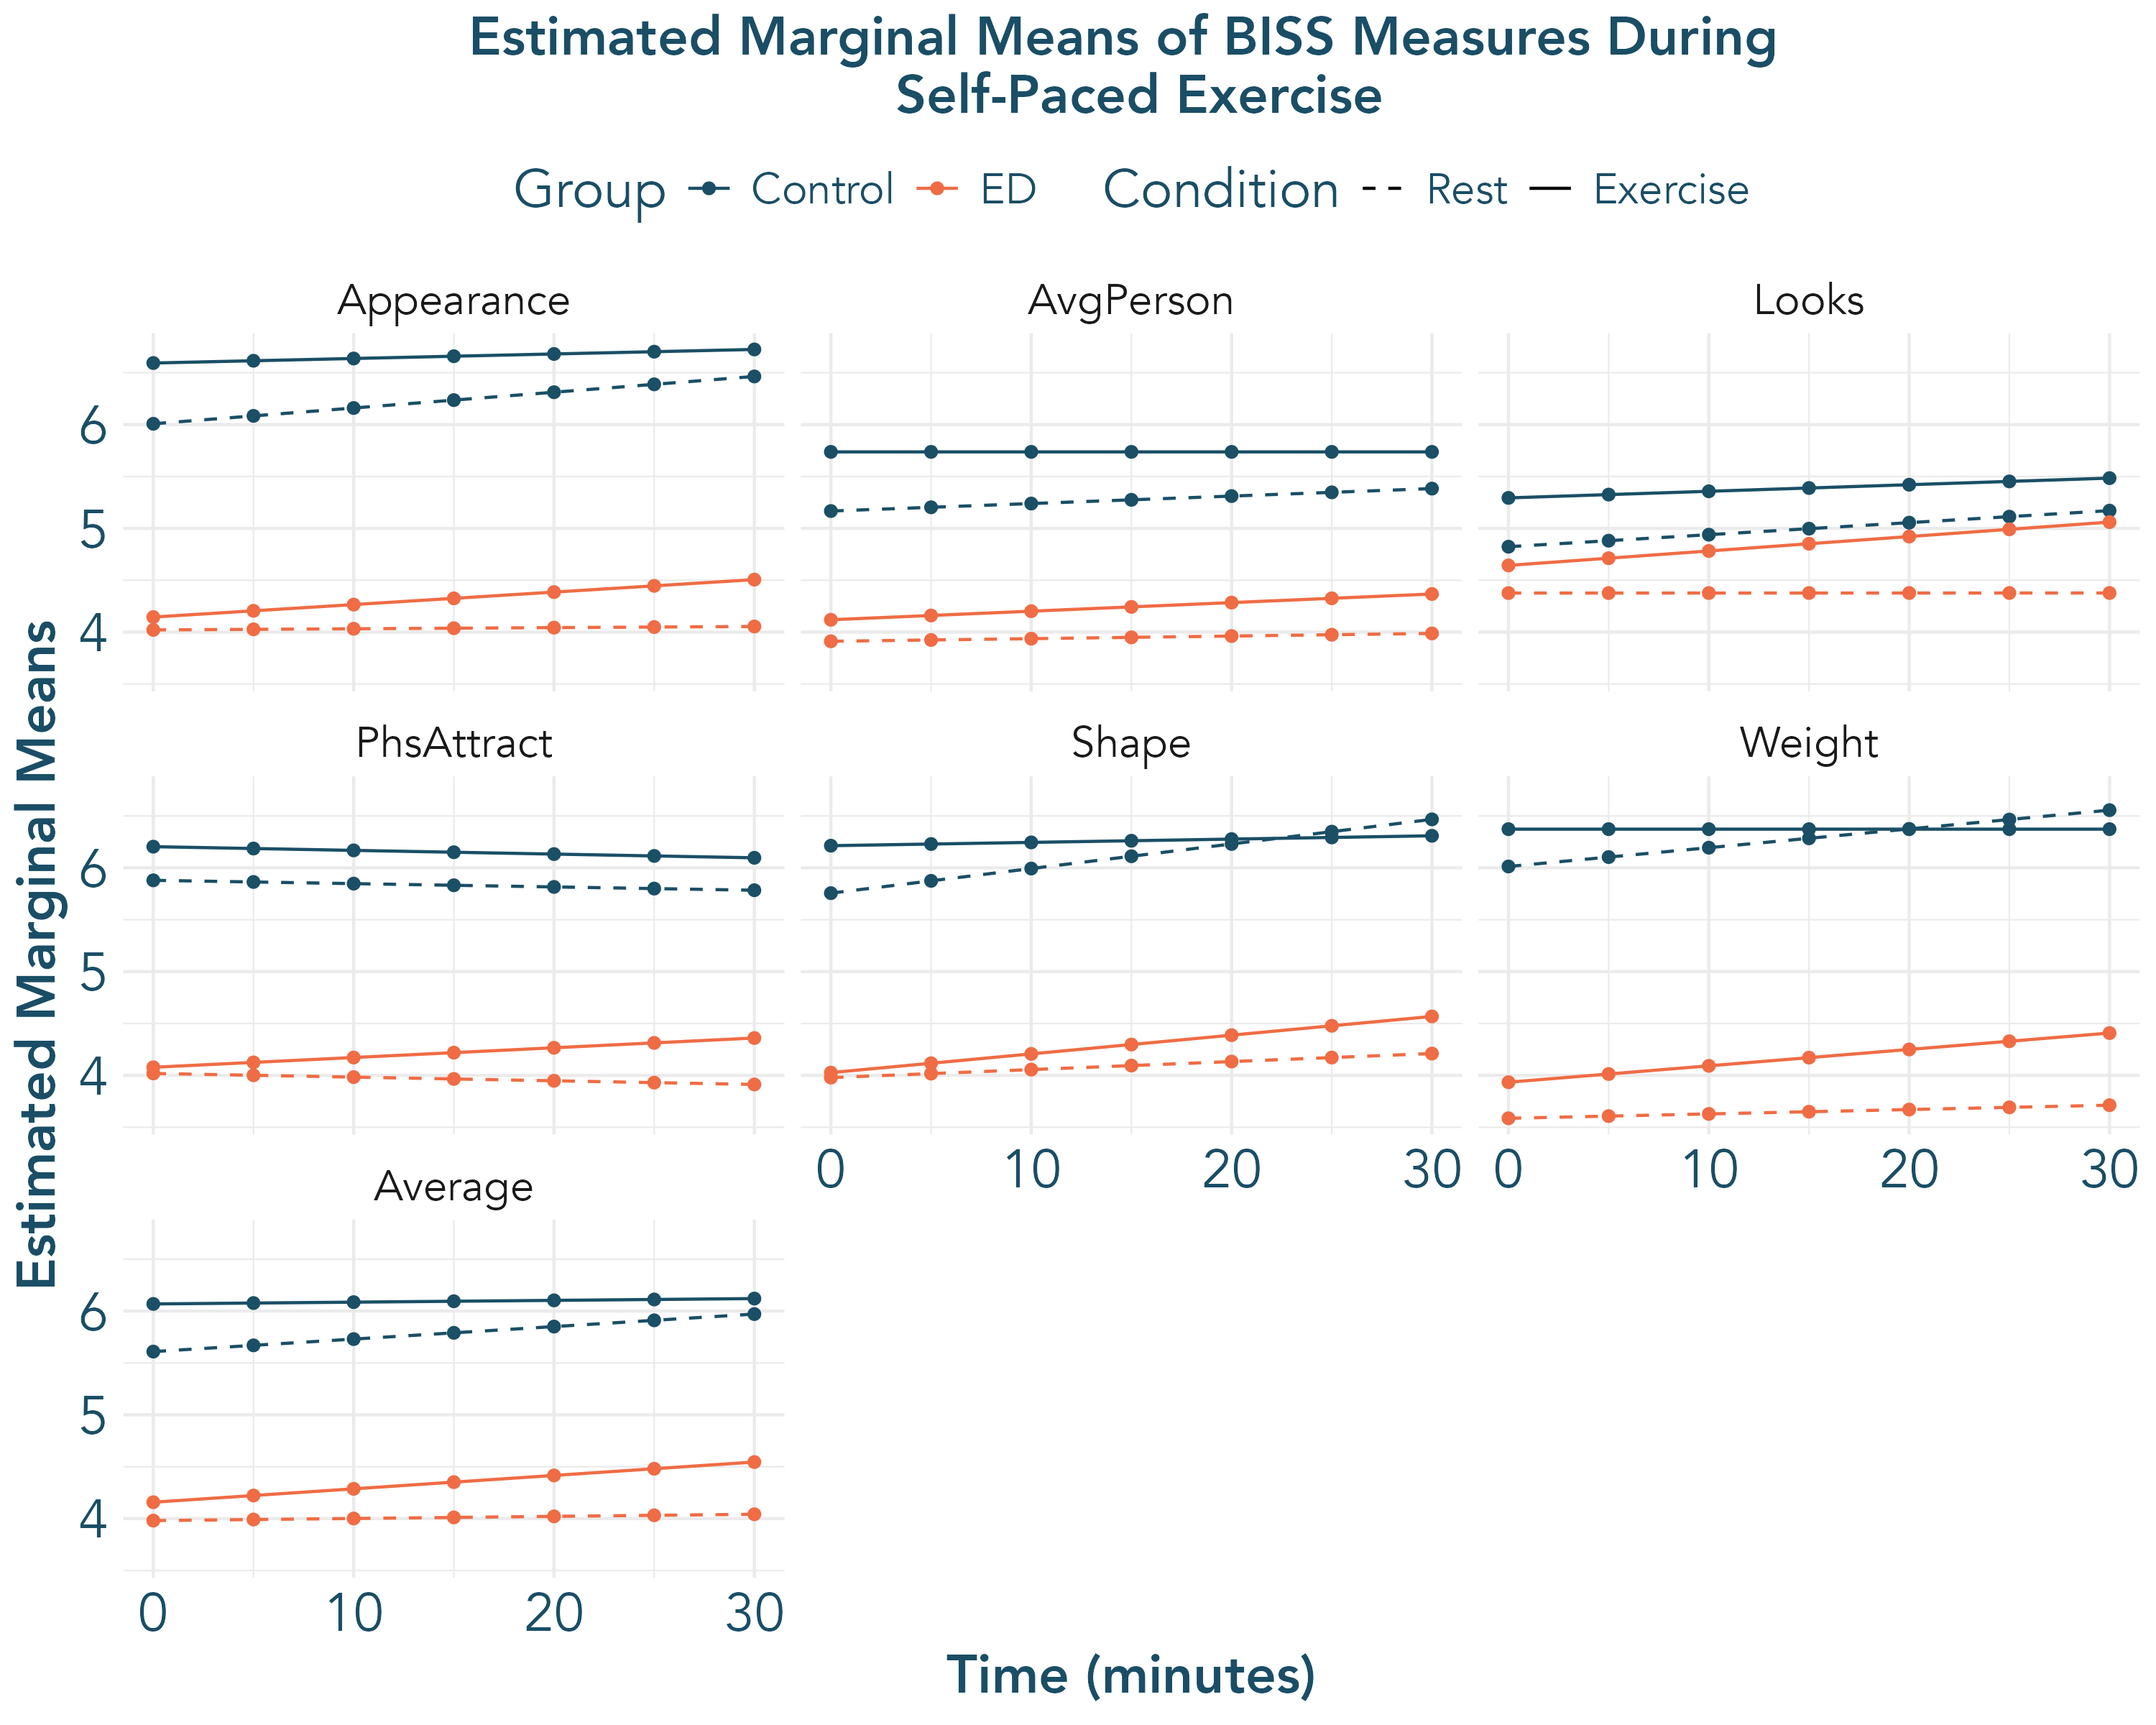 Estimated Marginal Means of BISS Measures During
Self-Paced Exercise
Group Control ED Condition Rest Exercise
Appearance AvgPerson Looks
6
5
4
PhsAttract Shape Weight
6
5
4
0 10 20 30 0 10 20 30
Average
6
5
4
0 10 20 30
Estimated Marginal Means
Time (minutes)